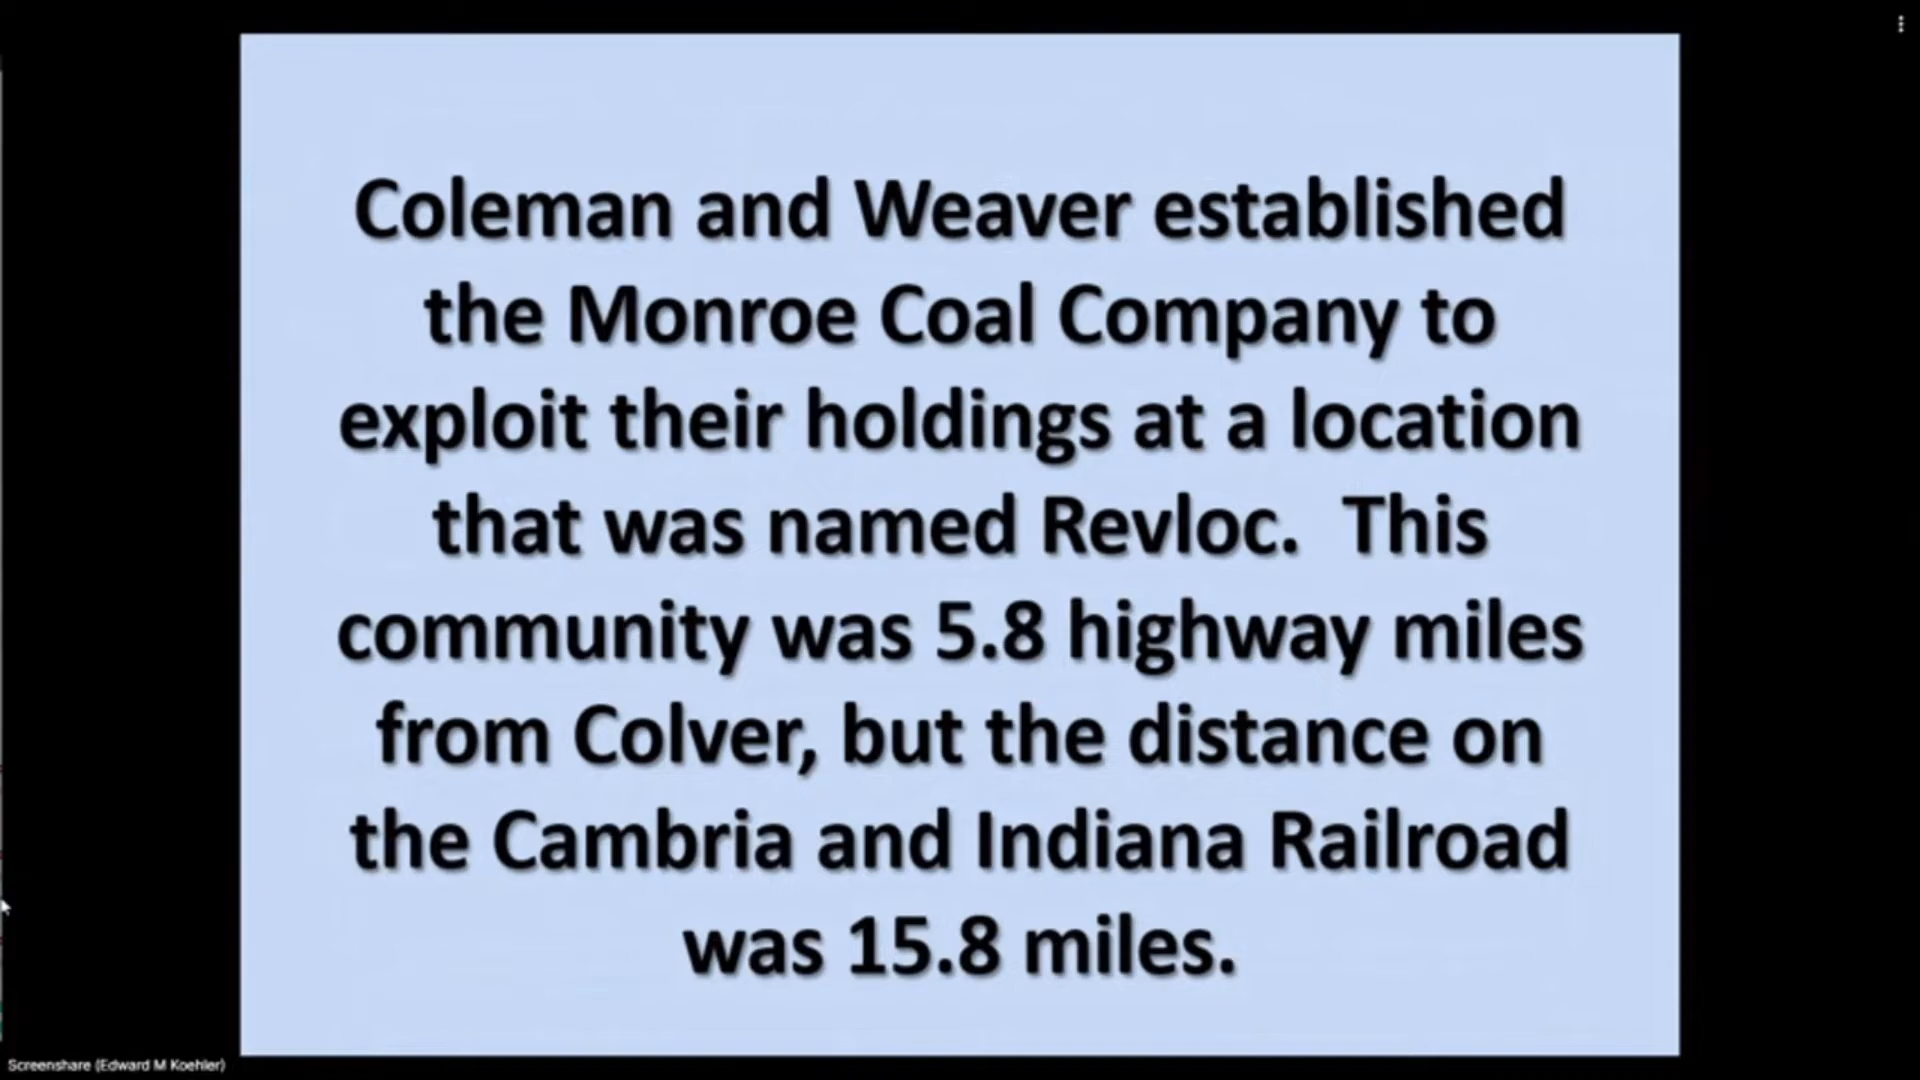 Coleman and Weaver established
the Monroe Coal Company to
exploit their holdings at a location
that was named Revloc.  This
community was 5.8 highway miles
from Colver, but the distance on
the Cambria and Indiana Railroad
was 15.8 miles.
Screenshare (Edward M Koehler)